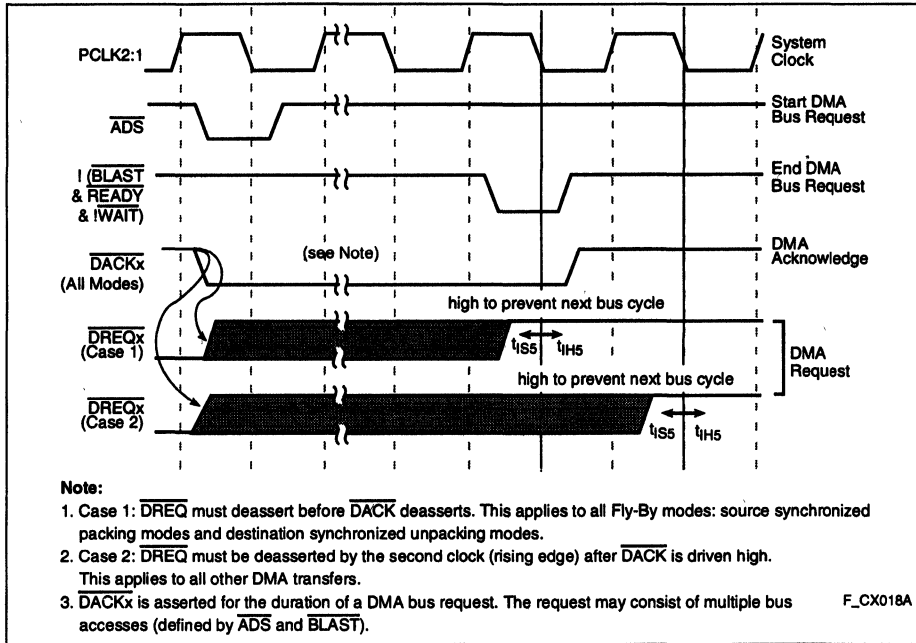 PCLK2:1
System
Clock
ADS
Start DMA
Bus Request
! (BLAST
& READY
& !WAIT)
End DMA
Bus Request
DACKx
(All Modes)
(see Note)
DMA
Acknowledge
high to prevent next bus cycle
DREQx
(Case 1)
tIS5
tIH5
DMA
Request
high to prevent next bus cycle
DREQx
(Case 2)
tIS5
tIH5
Note:
1. Case 1: DREQ must deassert before DACK deasserts. This applies to all Fly-By modes: source synchronized
packing modes and destination synchronized unpacking modes.
2. Case 2: DREQ must be deasserted by the second clock (rising edge) after DACK is driven high.
This applies to all other DMA transfers.
3. DACKx is asserted for the duration of a DMA bus request. The request may consist of multiple bus
accesses (defined by ADS and BLAST).
F_CX018A